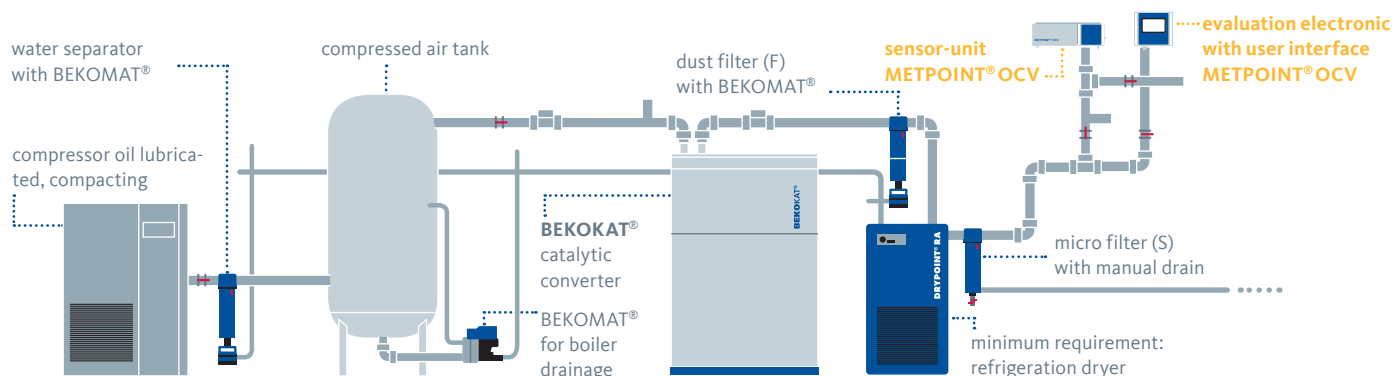 water separator
with BEKOMAT®
compressed air tank
dust filter (F)
with BEKOMAT®
sensor-unit
METPOINT® OCV
evaluation electronic
with user interface
METPOINT® OCV
METPOINT OCV
compressor oil lubrica-
ted, compacting
BEKOKAT®
catalytic
converter
BEKOKAT®
BEKOMAT®
for boiler
drainage
DRYPOINT® RA
micro filter (S)
with manual drain
minimum requirement:
refrigeration dryer